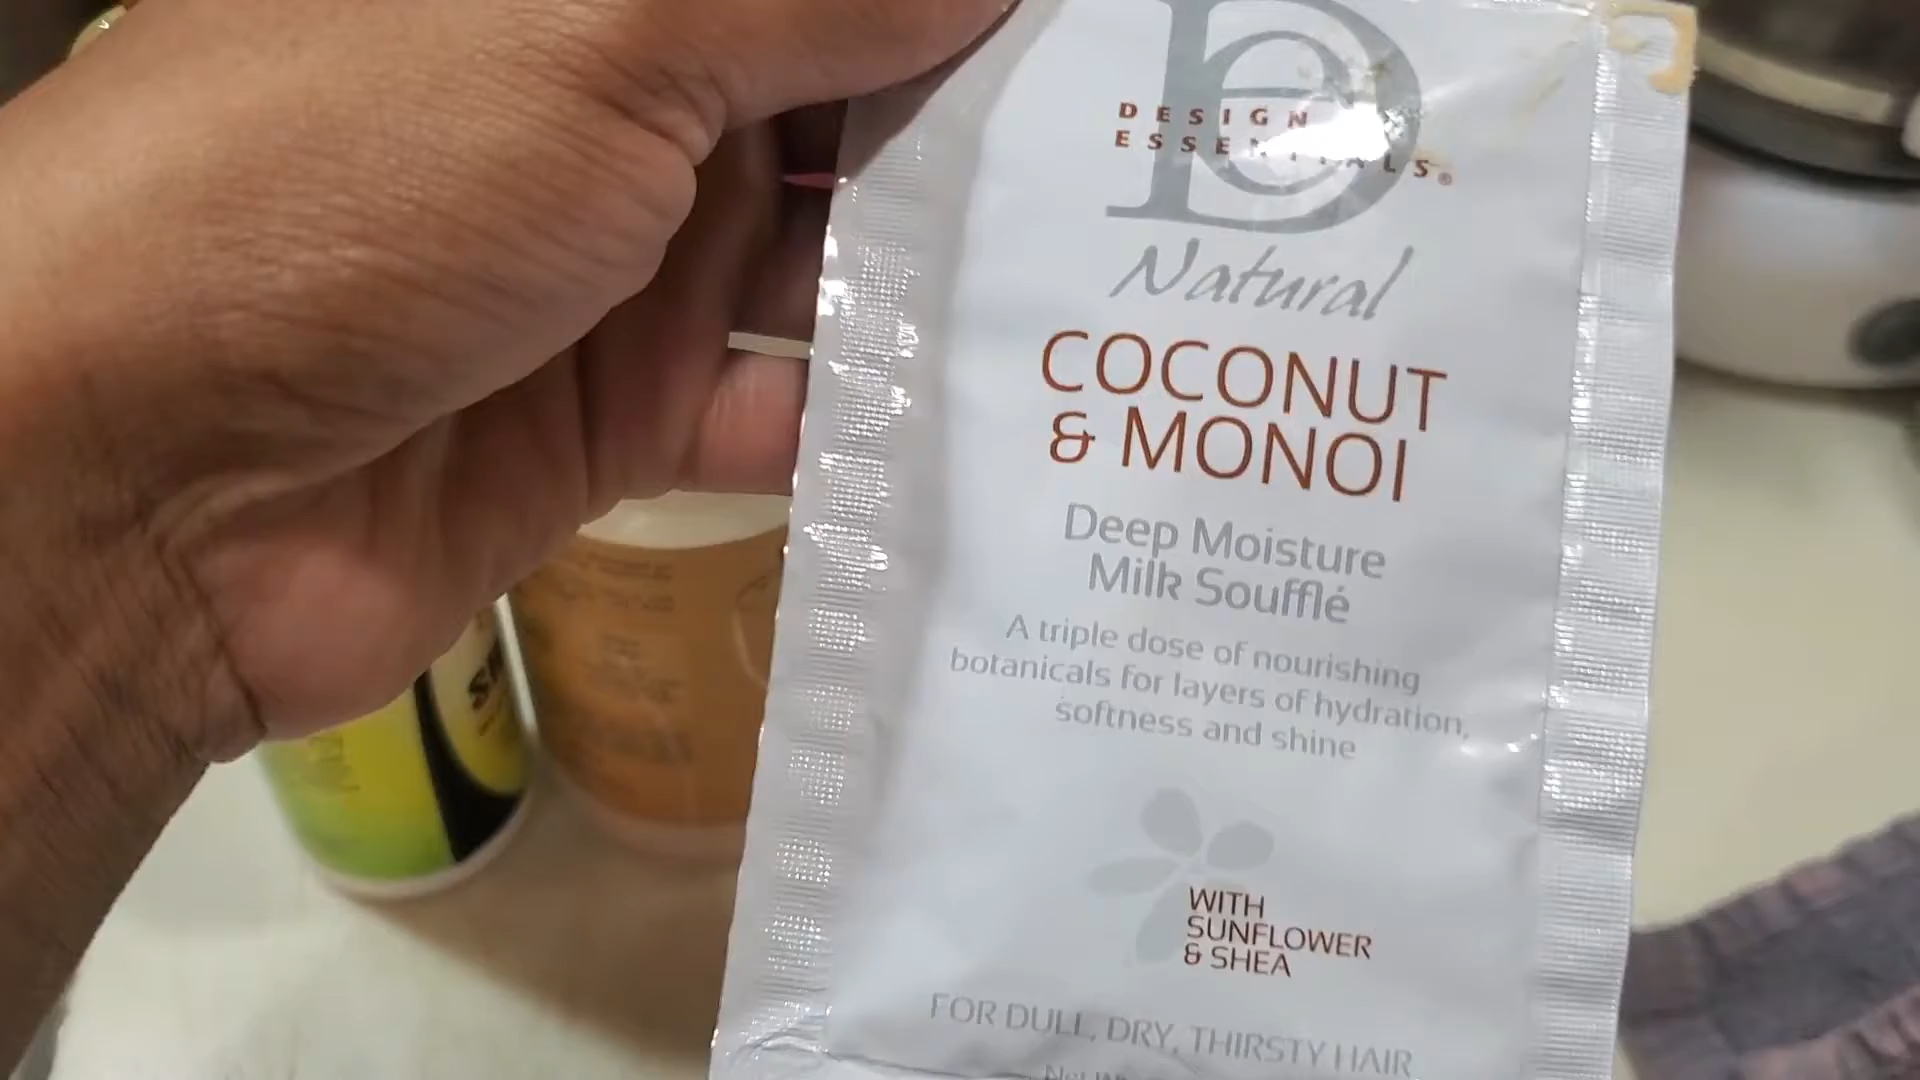 DESIGN
ESSENTIALS®
Natural
COCONUT
& MONOI
Deep Moisture
Milk Soufflé
A triple dose of nourishing
botanicals for layers of hydration,
softness and shine
WITH
SUNFLOWER
& SHEA
FOR DULL, DRY, THIRSTY HAIR
Net